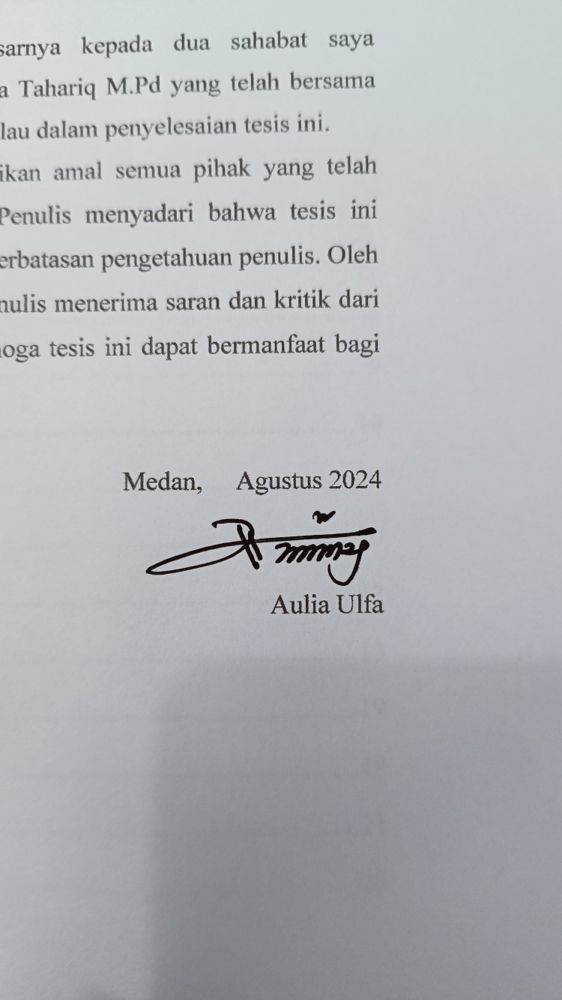 sarnya kepada dua sahabat saya
a Tahariq M.Pd yang telah bersama
lau dalam penyelesaian tesis ini.
ikan amal semua pihak yang telah
Penulis menyadari bahwa tesis ini
erbatasan pengetahuan penulis. Oleh
nulis menerima saran dan kritik dari
oga tesis ini dapat bermanfaat bagi
Medan, Agustus 2024
Aulia Ulfa